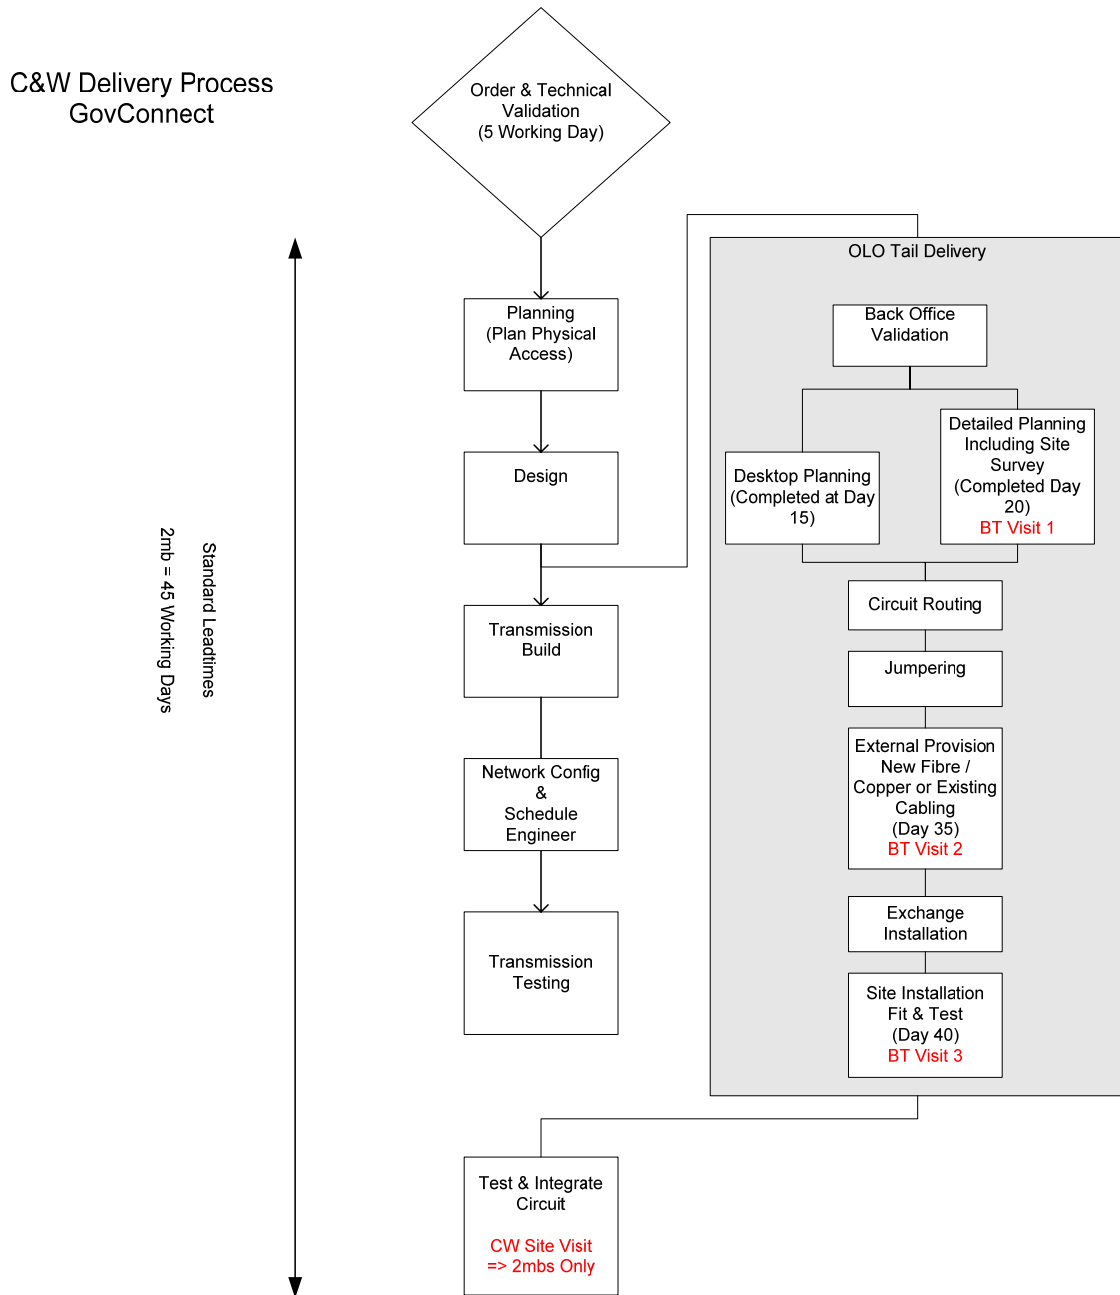 C&W Delivery Process
GovConnect
Order & Technical
Validation
(5 Working Day)
Planning
(Plan Physical
Access)
Design
Transmission
Build
Network Config
&
Schedule
Engineer
Transmission
Testing
Test & Integrate
Circuit
CW Site Visit
=> 2mbs Only
Standard Leadtimes
2mb = 45 Working Days
OLO Tail Delivery
Back Office
Validation
Desktop Planning
(Completed at Day
15)
Detailed Planning
Including Site
Survey
(Completed Day
20)
BT Visit 1
Circuit Routing
Jumpering
External Provision
New Fibre /
Copper or Existing
Cabling
(Day 35)
BT Visit 2
Exchange
Installation
Site Installation
Fit & Test
(Day 40)
BT Visit 3